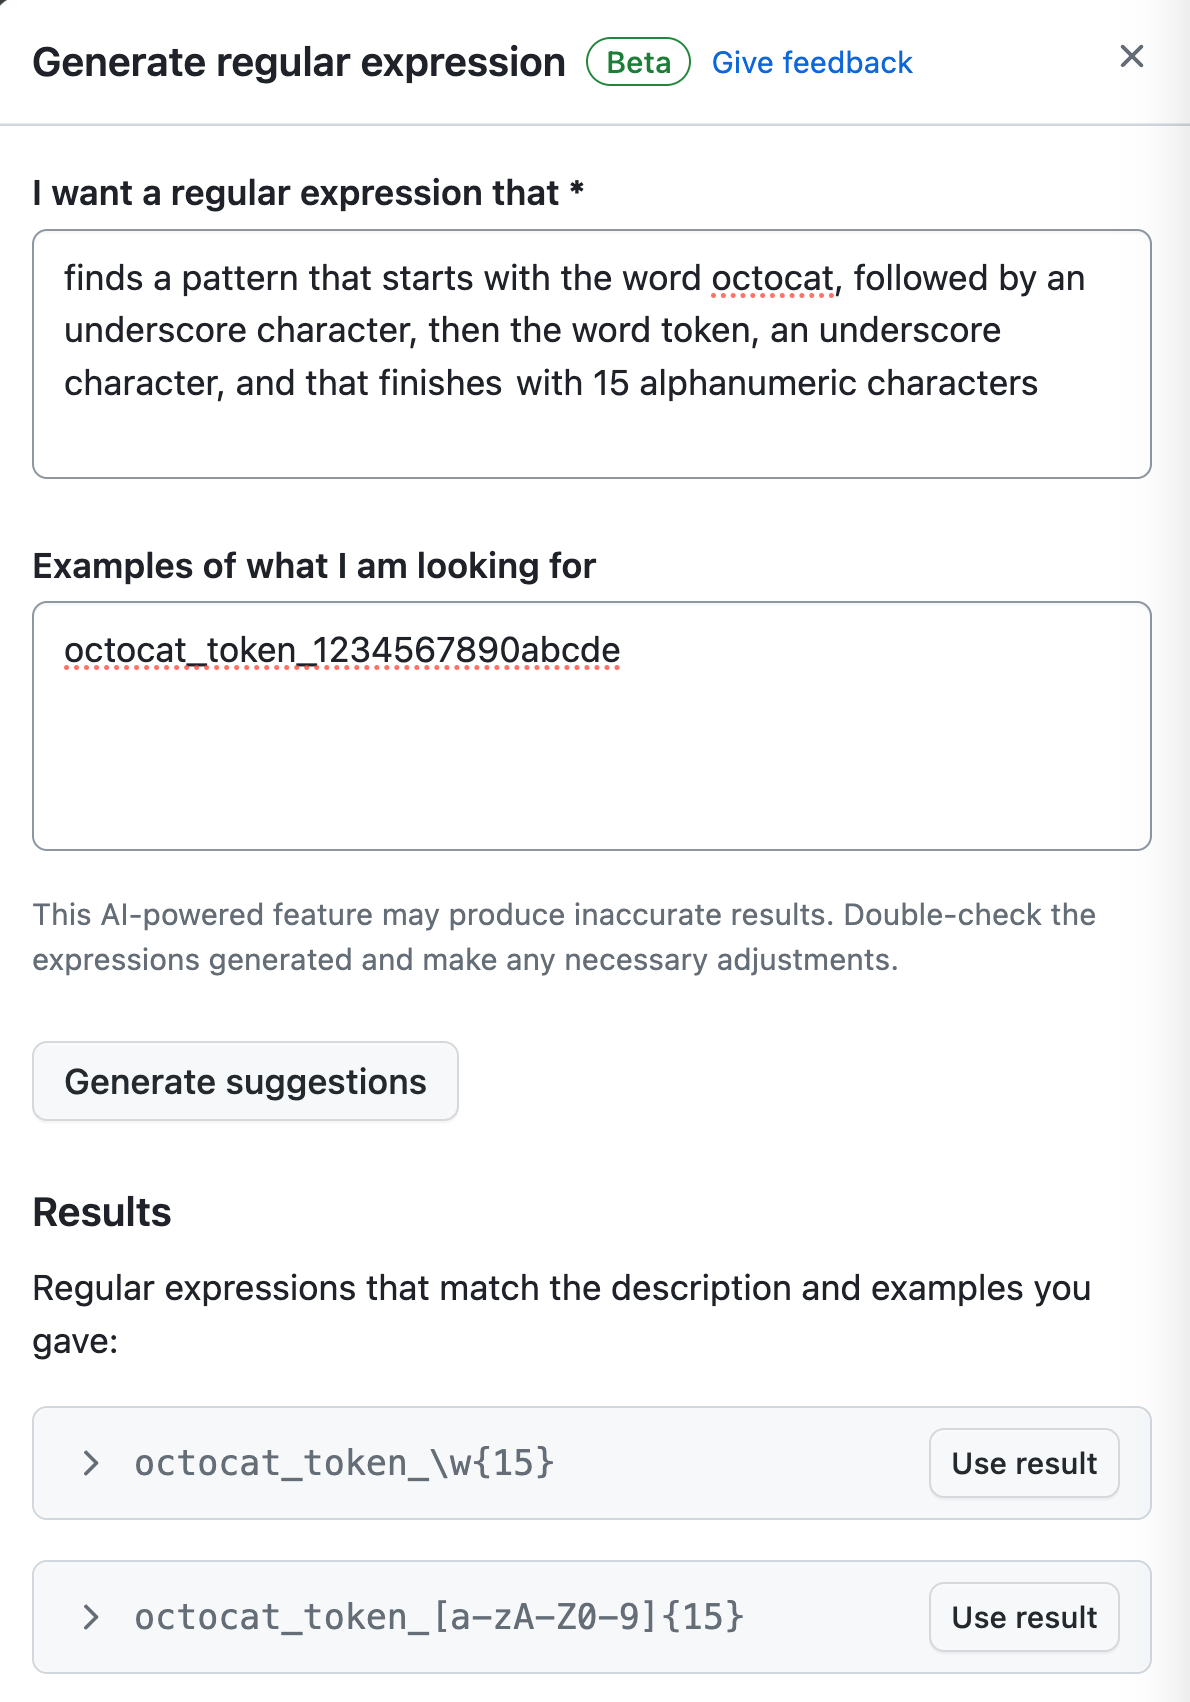 Generate regular expression Beta Give feedback
I want a regular expression that *
finds a pattern that starts with the word octocat, followed by an
underscore character, then the word token, an underscore
character, and that finishes with 15 alphanumeric characters
Examples of what I am looking for
octocat_token_1234567890abcde
This AI-powered feature may produce inaccurate results. Double-check the
expressions generated and make any necessary adjustments.
Generate suggestions
Results
Regular expressions that match the description and examples you
gave:
octocat_token_\w{15} Use result
octocat_token_[a-zA-Z0-9]{15} Use result